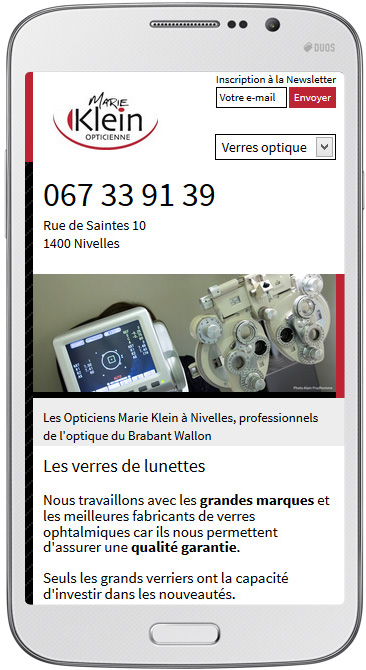 DUOS
Inscription à la Newsletter
Votre e-mail
Envoyer
MARIE
Klein
OPTICIENNE
Verres optique
067 33 91 39
Rue de Saintes 10
1400 Nivelles
Les Opticiens Marie Klein à Nivelles, professionnels
de l'optique du Brabant Wallon
Les verres de lunettes
Nous travaillons avec les grandes marques et
les meilleures fabricants de verres
ophtalmiques car ils nous permettent
d'assurer une qualité garantie.
Seuls les grands verriers ont la capacité
d'investir dans les nouveautés.